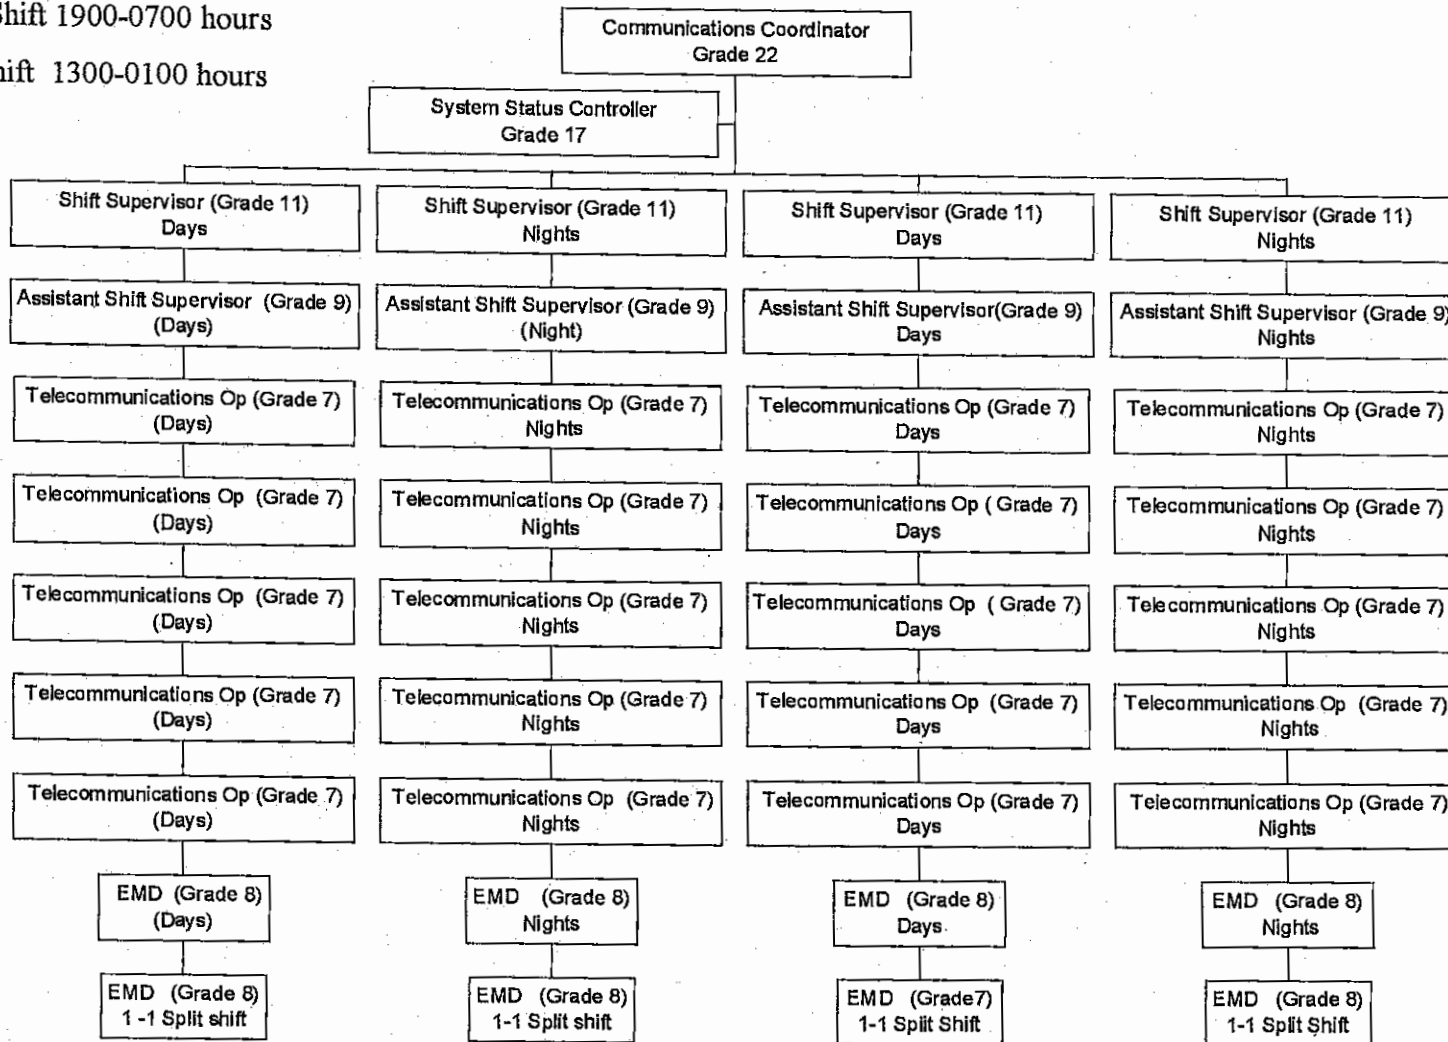 Shift 1900-0700 hours
hift 1300-0100 hours
Communications Coordinator
Grade 22
System Status Controller
Grade 17
Shift Supervisor (Grade 11)
Days
Assistant Shift Supervisor (Grade 9)
(Days)
Telecommunications Op (Grade 7)
(Days)
Telecommunications Op (Grade 7)
(Days)
Telecommunications Op (Grade 7)
(Days)
Telecommunications Op (Grade 7)
(Days)
Telecommunications Op (Grade 7)
(Days)
EMD (Grade 8)
(Days)
EMD (Grade 8)
1 -1 Split shift
Shift Supervisor (Grade 11)
Nights
Assistant Shift Supervisor (Grade 9)
(Night)
Telecommunications Op (Grade 7)
Nights
Telecommunications Op (Grade 7)
Nights
Telecommunications Op (Grade 7)
Nights
Telecommunications Op (Grade 7)
Nights
Telecommunications Op (Grade 7)
Nights
EMD (Grade 8)
Nights
EMD (Grade 8)
1-1 Split shift
Shift Supervisor (Grade 11)
Days
Assistant Shift Supervisor(Grade 9)
Days
Telecommunications Op (Grade 7)
Days
Telecommunications Op ( Grade 7)
Days
Telecommunications Op ( Grade 7)
Days
Telecommunications Op (Grade 7)
Days
Telecommunications Op (Grade 7)
Days
EMD (Grade 8)
Days
EMD (Grade7)
1-1 Split Shift
Shift Supervisor (Grade 11)
Nights
Assistant Shift Supervisor (Grade 9)
Nights
Telecommunications Op (Grade 7)
Nights
Telecommunications Op (Grade 7)
Nights
Telecommunications Op (Grade 7)
Nights
Telecommunications Op (Grade 7)
Nights
Telecommunications Op (Grade 7)
Nights
EMD (Grade 8)
Nights
EMD (Grade 8)
1-1 Split Shift